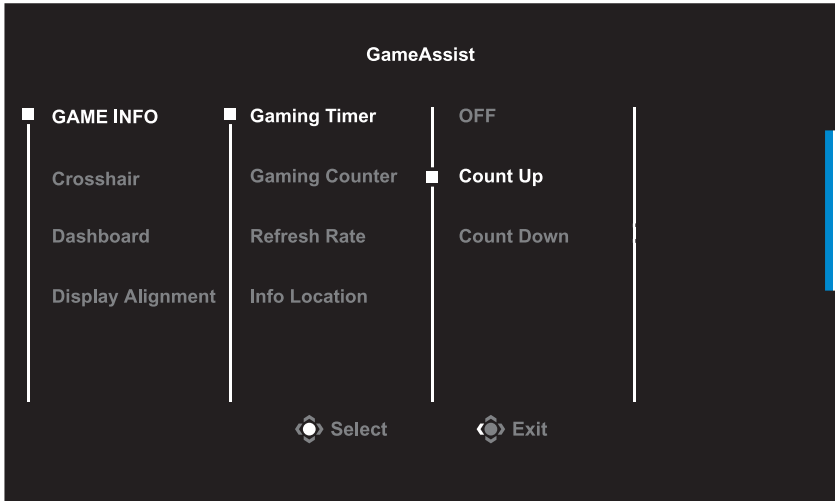 GameAssist
GAME INFO
Crosshair
Dashboard
Display Alignment
Gaming Timer
Gaming Counter
Refresh Rate
Info Location
OFF
Count Up
Count Down
Select
Exit